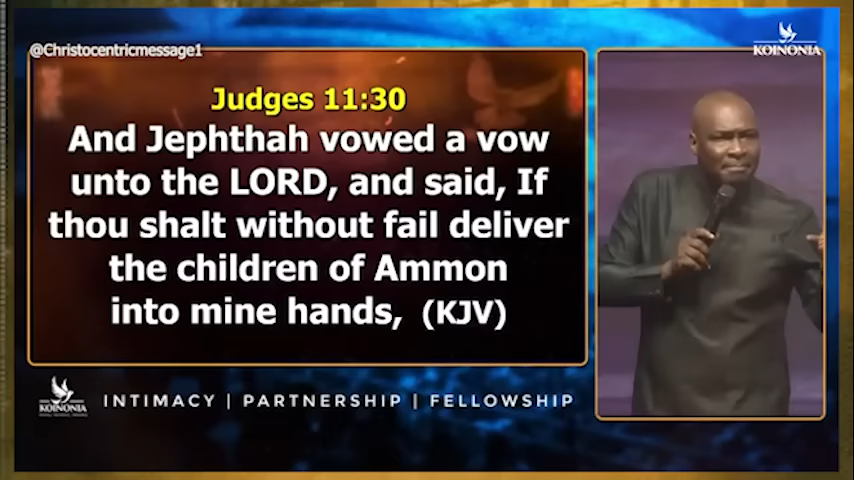 @Christocentricmessage1
KOINONIA
Judges 11:30
And Jephthah vowed a vow
unto the LORD, and said, If
thou shalt without fail deliver
the children of Ammon
into mine hands, (KJV)
KOINONIA
INTIMACY | PARTNERSHIP | FELLOWSHIP